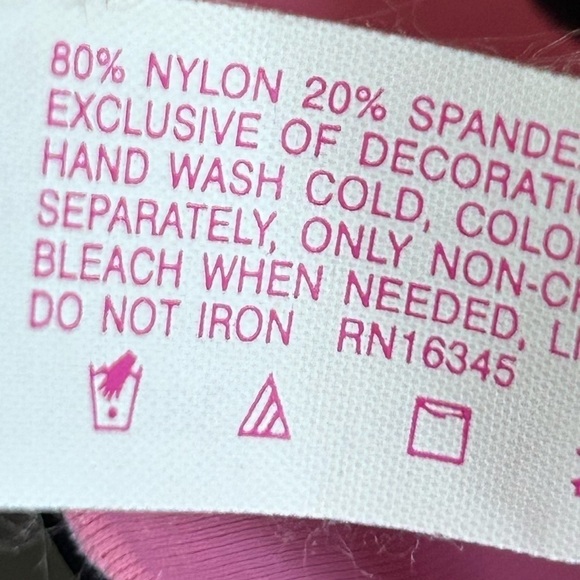 80% NYLON 20% SPANDE
EXCLUSIVE OF DECORATI
HAND WASH COLD, COLO
SEPARATELY, ONLY NON-C
BLEACH WHEN NEEDED, LI
DO NOT IRON RN16345